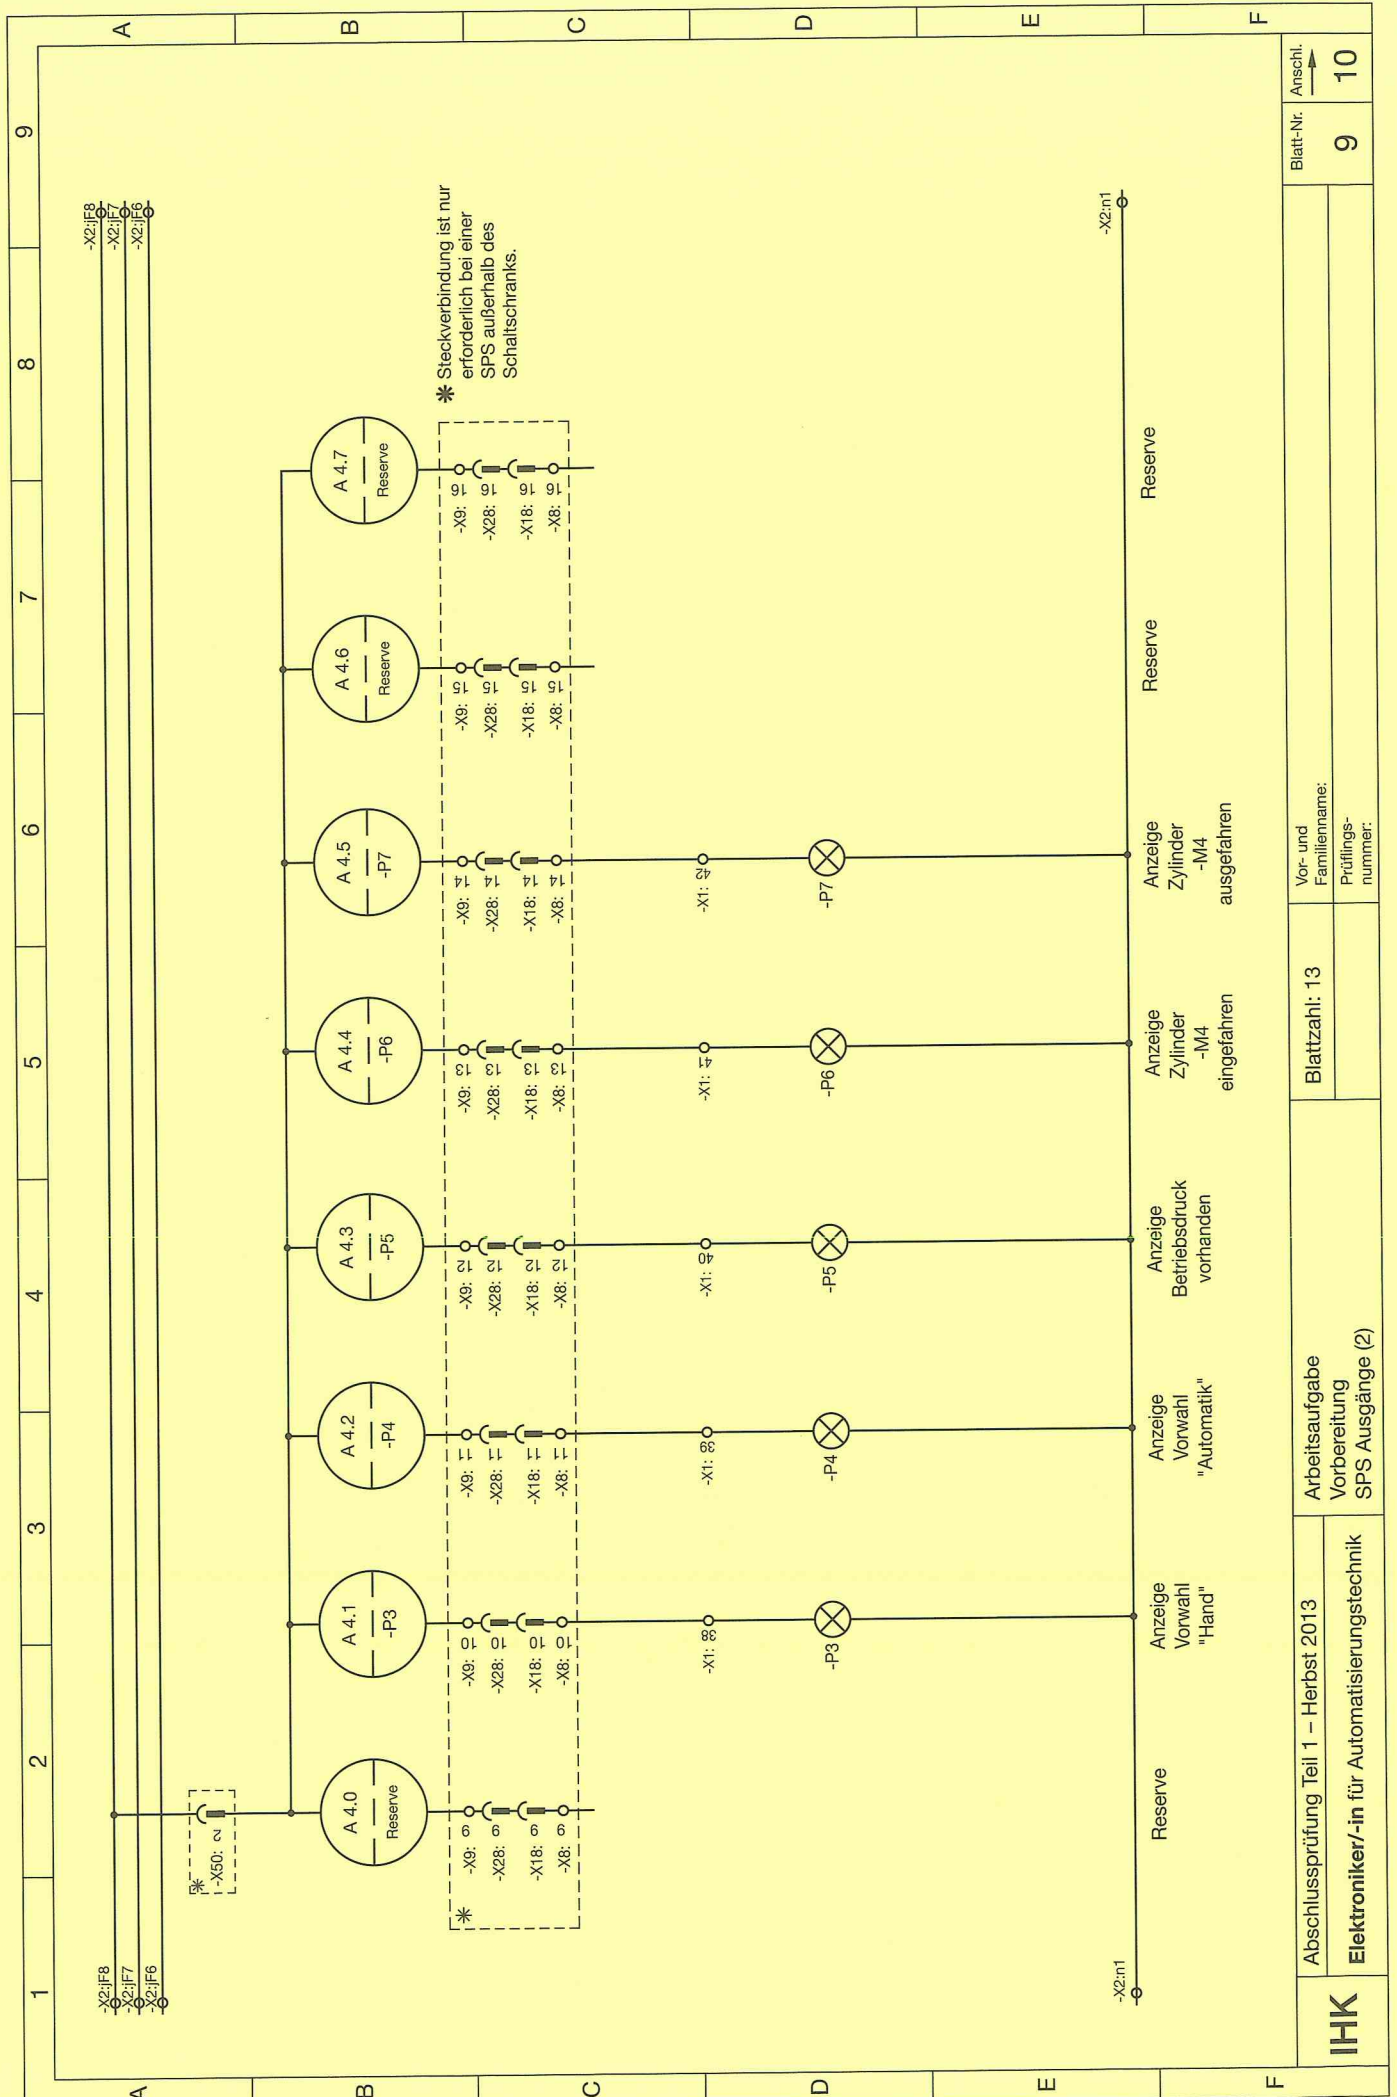 1 2 3 4 5 6 7 8 9
A
B
C
D
E
F
A
B
C
D
E
F
-X2:jF8
-X2:jF7
-X2:jF6
-X2:jF8
-X2:jF7
-X2:jF6
*
-X50: 2
A 4.0
Reserve
A 4.1
-P3
A 4.2
-P4
A 4.3
-P5
A 4.4
-P6
A 4.5
-P7
A 4.6
Reserve
A 4.7
Reserve
* Steckverbindung ist nur
erforderlich bei einer
SPS außerhalb des
Schaltschranks.
*
-X9: 9
-X28: 9
-X18: 9
-X8: 9
-X9: 10
-X28: 10
-X18: 10
-X8: 10
-X9: 11
-X28: 11
-X18: 11
-X8: 11
-X9: 12
-X28: 12
-X18: 12
-X8: 12
-X9: 13
-X28: 13
-X18: 13
-X8: 13
-X9: 14
-X28: 14
-X18: 14
-X8: 14
-X9: 15
-X28: 15
-X18: 15
-X8: 15
-X9: 16
-X28: 16
-X18: 16
-X8: 16
-X1: 38
-X1: 39
-X1: 40
-X1: 41
-X1: 42
-P3
-P4
-P5
-P6
-P7
-X2:n1
-X2:n1
Reserve
Anzeige
Vorwahl
"Hand"
Anzeige
Vorwahl
"Automatik"
Anzeige
Betriebsdruck
vorhanden
Anzeige
Zylinder
-M4
eingefahren
Anzeige
Zylinder
-M4
ausgefahren
Reserve
Reserve
IHK
Abschlussprüfung Teil 1 – Herbst 2013
Elektroniker/-in für Automatisierungstechnik
Arbeitsaufgabe
Vorbereitung
SPS Ausgänge (2)
Blattzahl: 13
Vor- und
Familienname:
Prüflings-
nummer:
Blatt-Nr.
9
Anschl.
10